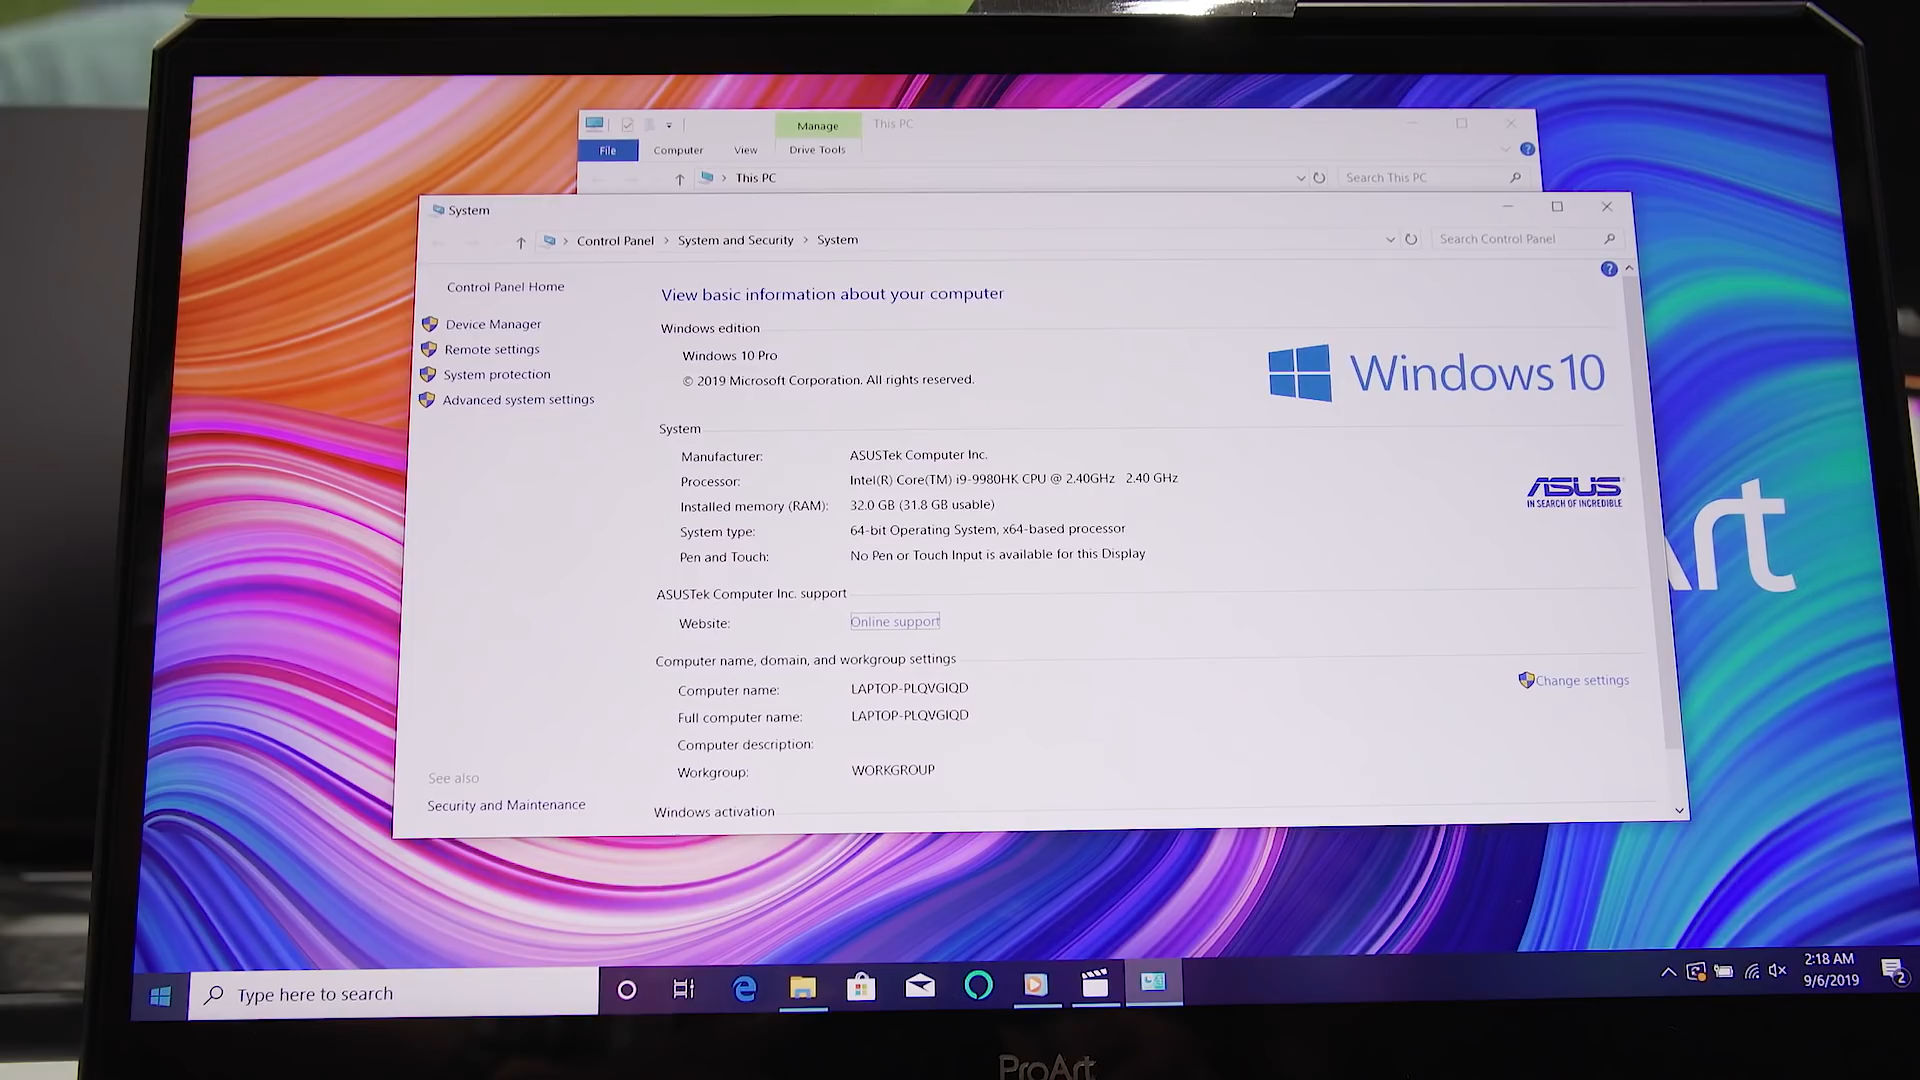 Manage This PC
File Computer View Drive Tools
This PC Search This PC
System
Control Panel System and Security System Search Control Panel
Control Panel Home
Device Manager
Remote settings
System protection
Advanced system settings
View basic information about your computer
Windows edition
Windows 10 Pro
© 2019 Microsoft Corporation. All rights reserved.
Windows 10
System
Manufacturer: ASUSTek Computer Inc.
Processor: Intel(R) Core(TM) i9-9980HK CPU @ 2.40GHz 2.40 GHz
Installed memory (RAM): 32.0 GB (31.8 GB usable)
System type: 64-bit Operating System, x64-based processor
Pen and Touch: No Pen or Touch Input is available for this Display
ASUS
IN SEARCH OF INCREDIBLE
ASUSTek Computer Inc. support
Website: Online support
Computer name, domain, and workgroup settings
Computer name: LAPTOP-PLQVGIQD
Change settings
Full computer name: LAPTOP-PLQVGIQD
Computer description:
Workgroup: WORKGROUP
Windows activation
See also
Security and Maintenance
Art
Type here to search
2:18 AM
9/6/2019
2
ProArt